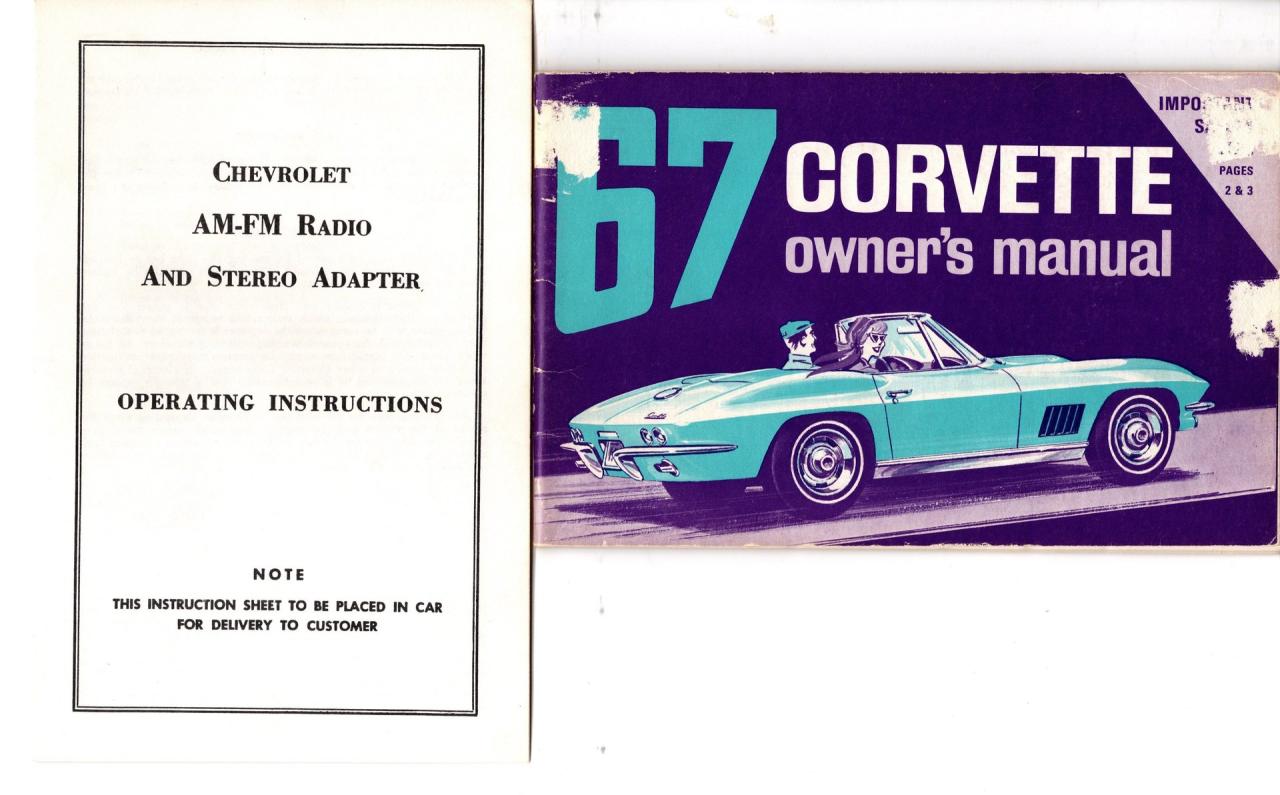 CHEVROLET
AM-FM RADIO
AND STEREO ADAPTER
OPERATING INSTRUCTIONS
NOTE
THIS INSTRUCTION SHEET TO BE PLACED IN CAR
FOR DELIVERY TO CUSTOMER
67
CORVETTE
owner's manual
IMPORTANT
PAGES
2 & 3